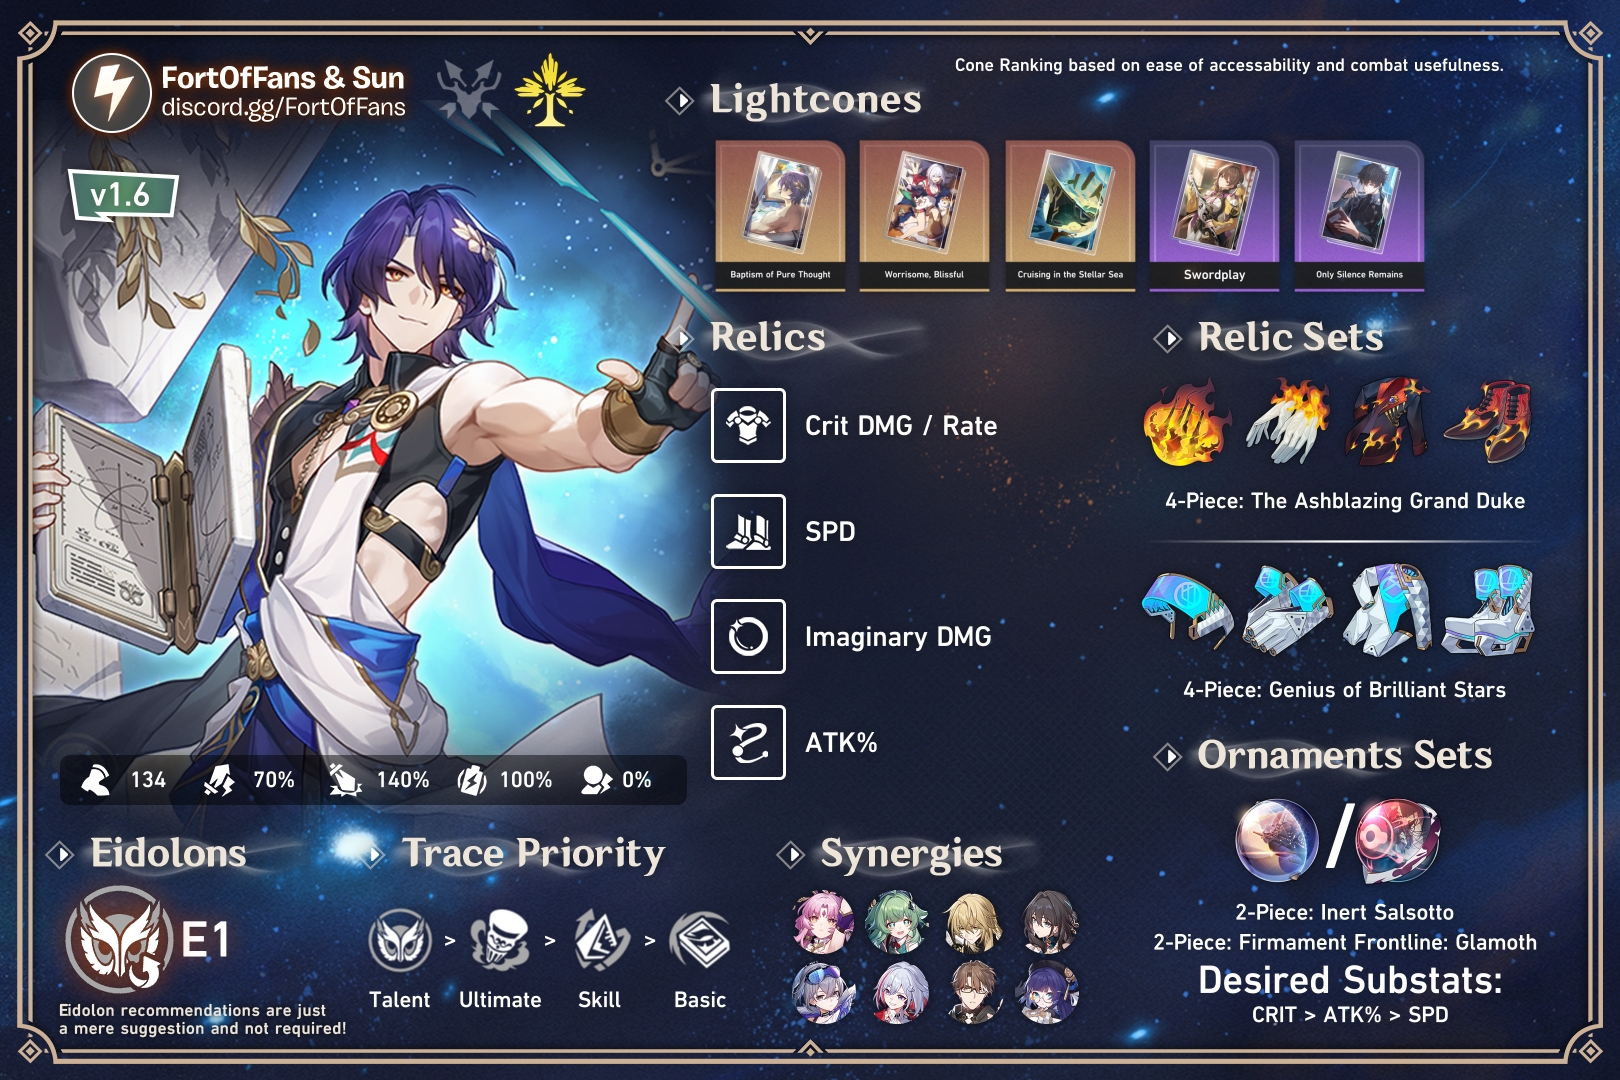 FortOfFans & Sun
discord.gg/FortOfFans
v1.6
Cone Ranking based on ease of accessability and combat usefulness.
Lightcones
Baptism of Pure Thought
Worrisome, Blissful
Cruising in the Stellar Sea
Swordplay
Only Silence Remains
Relics
Crit DMG / Rate
SPD
Imaginary DMG
ATK%
Relic Sets
4-Piece: The Ashblazing Grand Duke
4-Piece: Genius of Brilliant Stars
Ornaments Sets
/
2-Piece: Inert Salsotto
2-Piece: Firmament Frontline: Glamoth
Desired Substats:
CRIT > ATK% > SPD
134 70% 140% 100% 0%
Eidolons
E1
Eidolon recommendations are just
a mere suggestion and not required!
Trace Priority
> > >
Talent Ultimate Skill Basic
Synergies